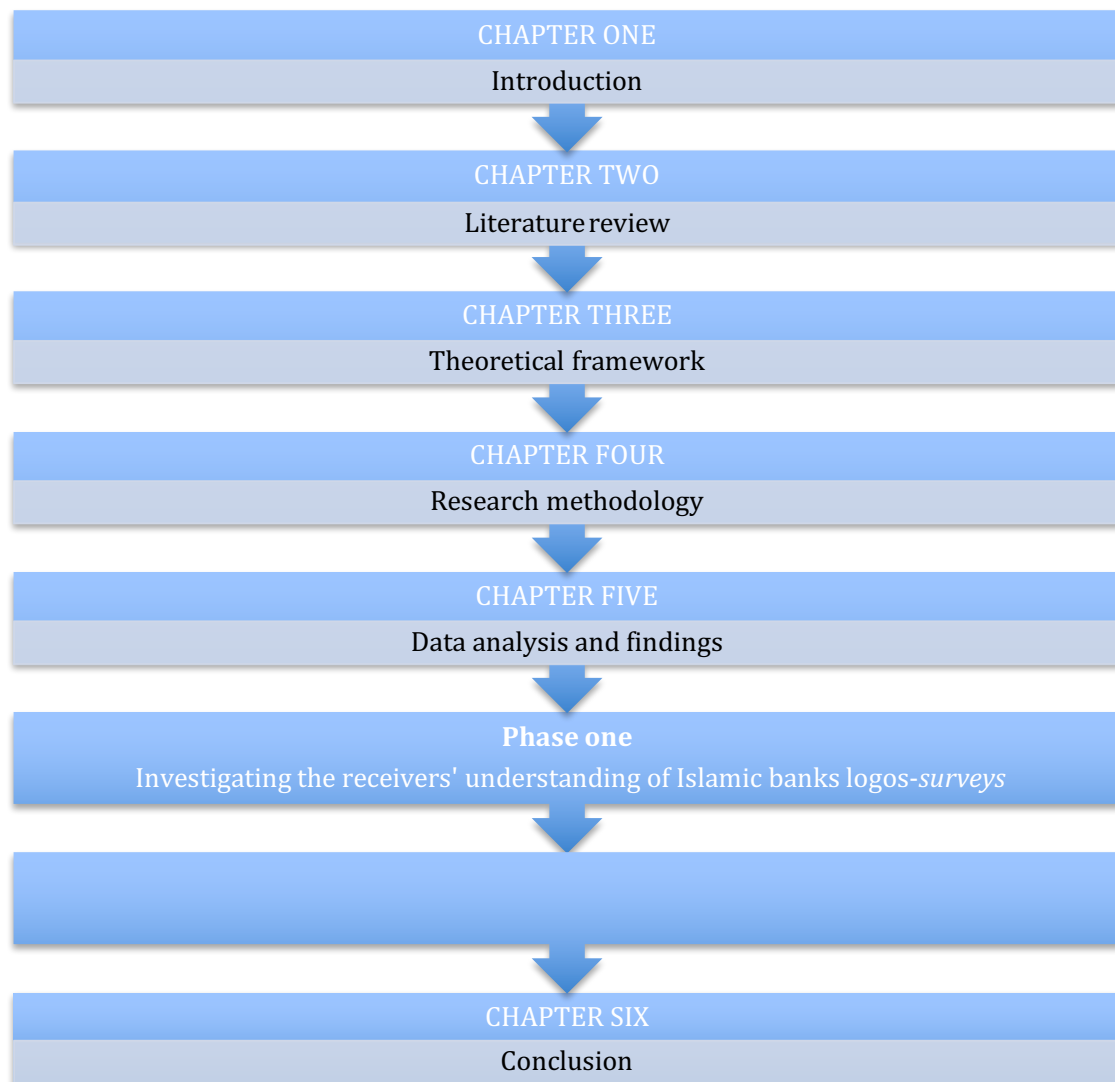 CHAPTER ONE
Introduction
CHAPTER TWO
Literature review
CHAPTER THREE
Theoretical framework
CHAPTER FOUR
Research methodology
CHAPTER FIVE
Data analysis and findings
Phase one
Investigating the receivers' understanding of Islamic banks logos-surveys
CHAPTER SIX
Conclusion